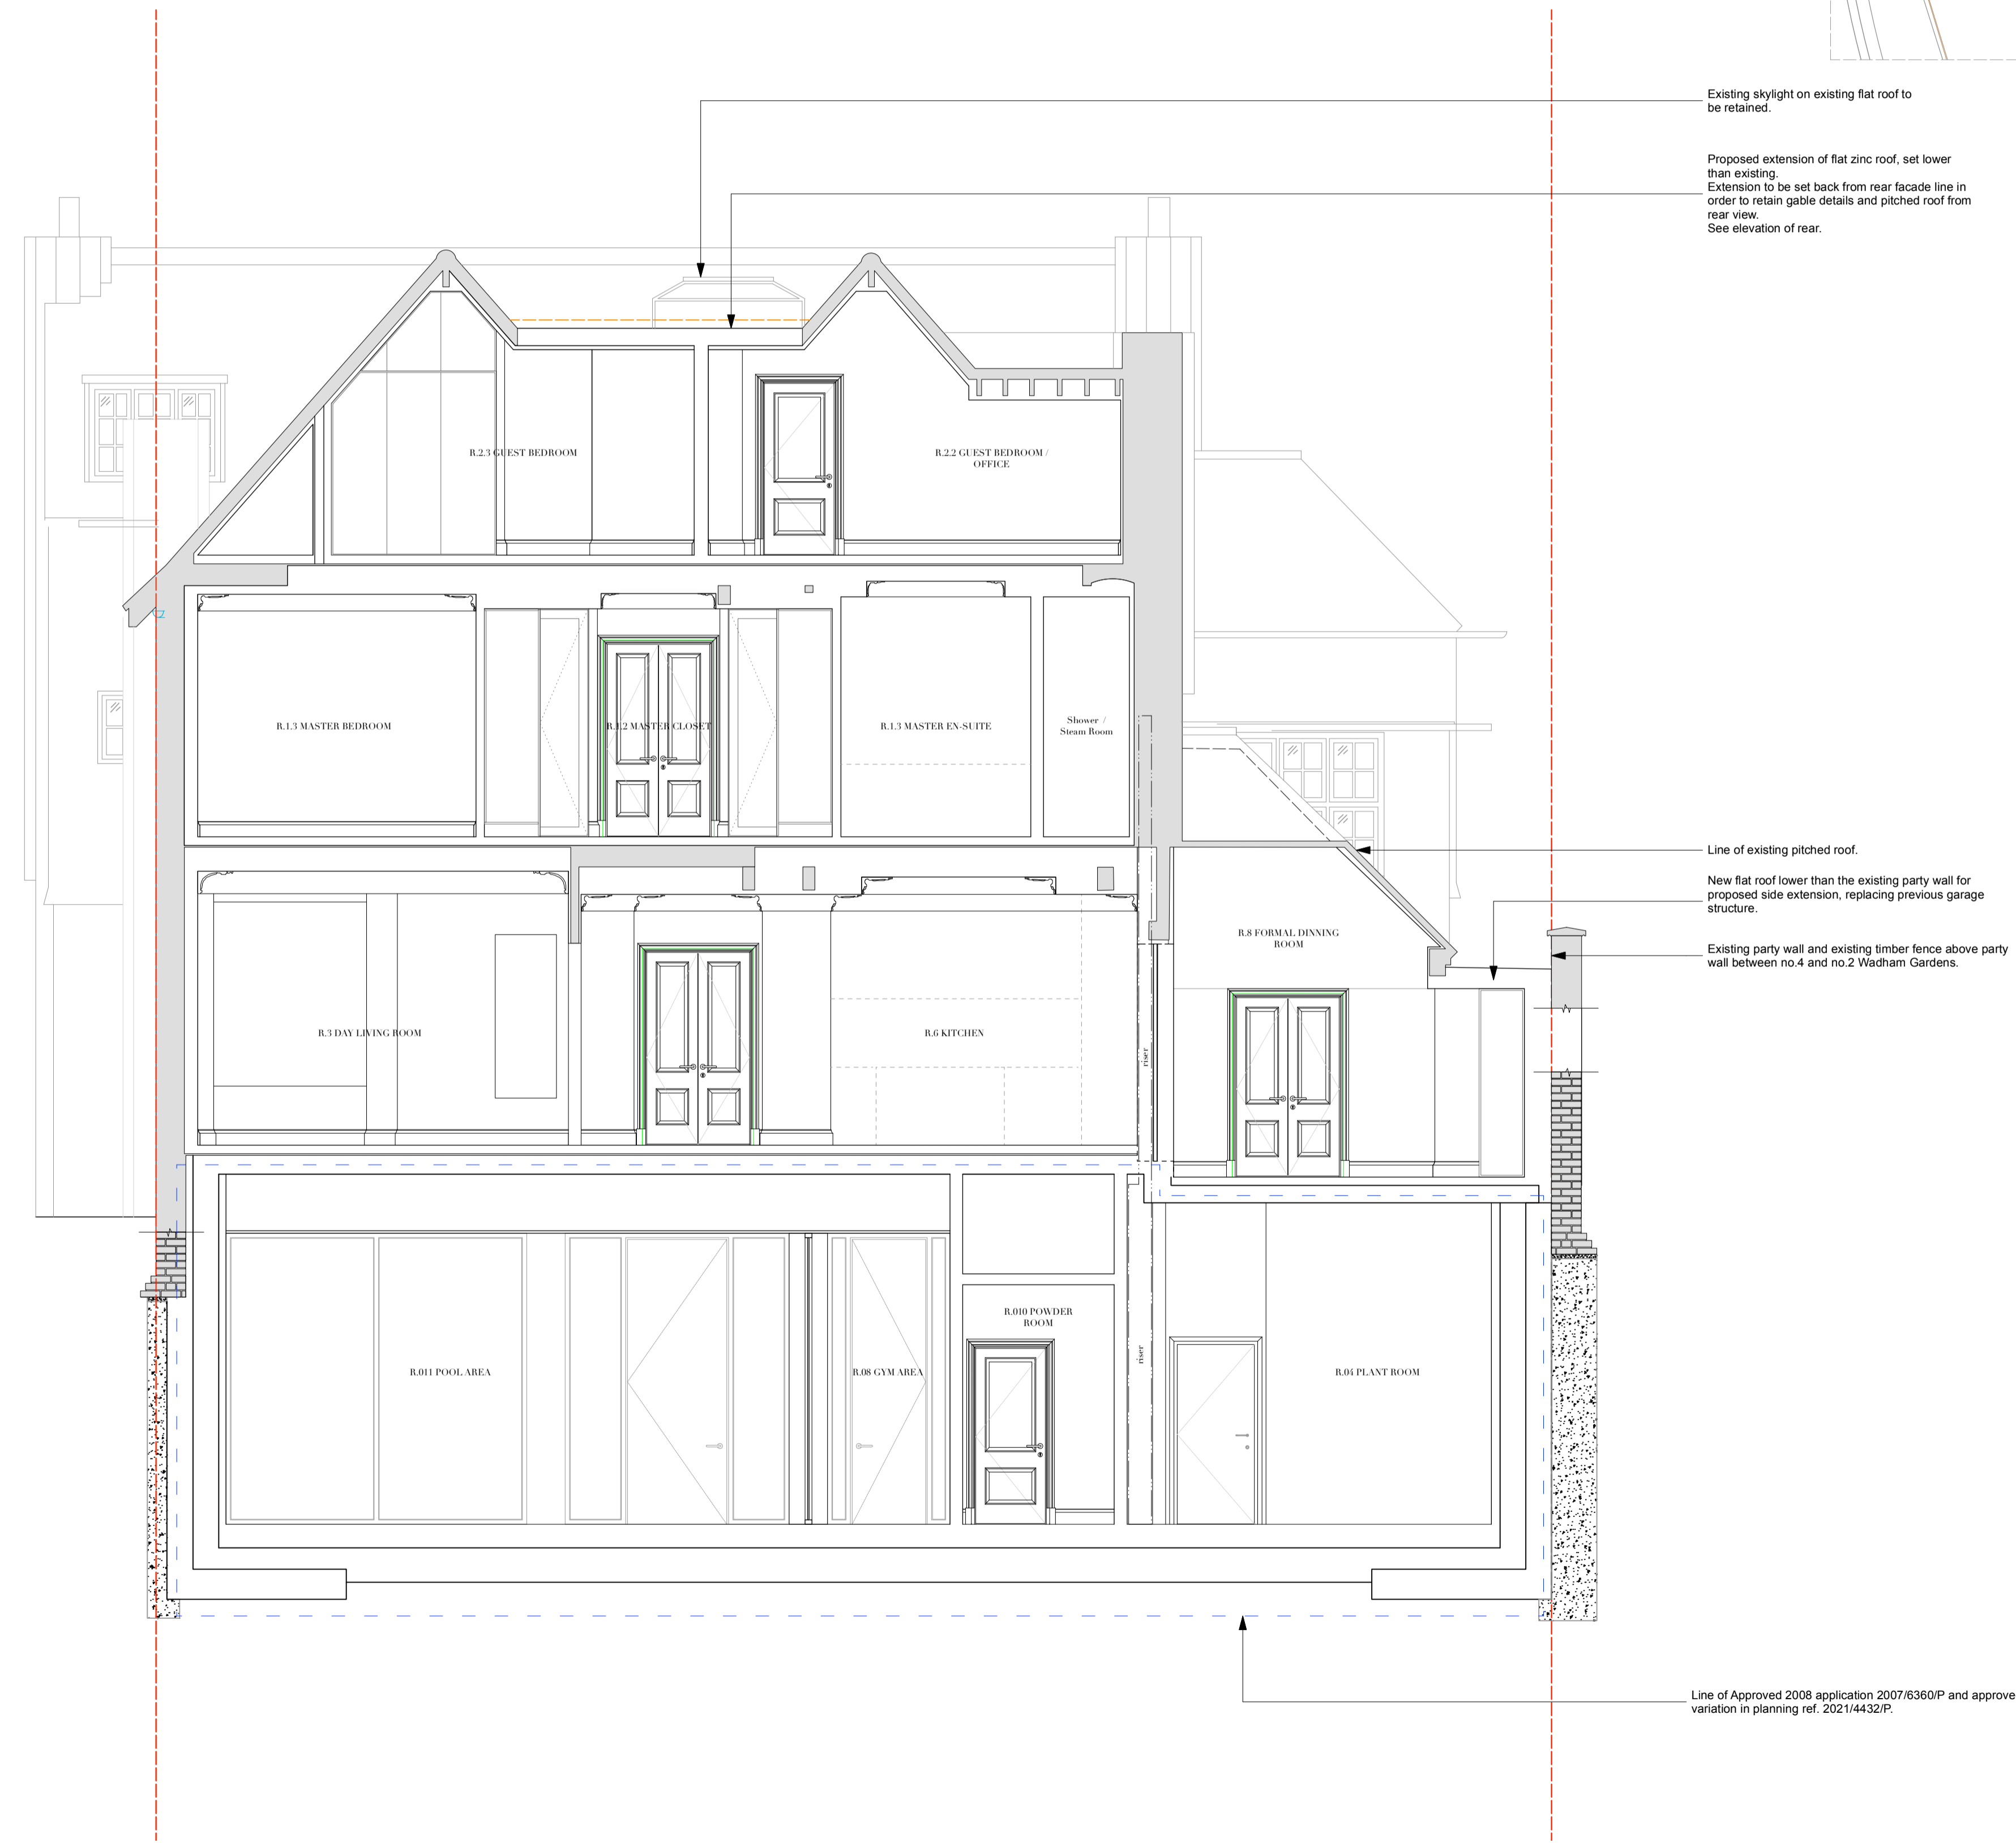 Existing skylight on existing flat roof to
be retained.
Proposed extension of flat zinc roof, set lower
than existing.
Extension to be set back from rear facade line in
order to retain gable details and pitched roof from
rear view.
See elevation of rear.
R.2.3 GUEST BEDROOM
R.2.2 GUEST BEDROOM /
OFFICE
R.1.3 MASTER BEDROOM
R.1.2 MASTER CLOSET
R.1.3 MASTER EN-SUITE
Shower /
Steam Room
Line of existing pitched roof.
New flat roof lower than the existing party wall for
proposed side extension, replacing previous garage
structure.
Existing party wall and existing timber fence above party
wall between no.4 and no.2 Wadham Gardens.
R.8 FORMAL DINNING
ROOM
R.3 DAY LIVING ROOM
R.6 KITCHEN
riser
R.010 POWDER
ROOM
R.011 POOL AREA
R.08 GYM AREA
riser
R.04 PLANT ROOM
Line of Approved 2008 application 2007/6360/P and approve
variation in planning ref. 2021/4432/P.